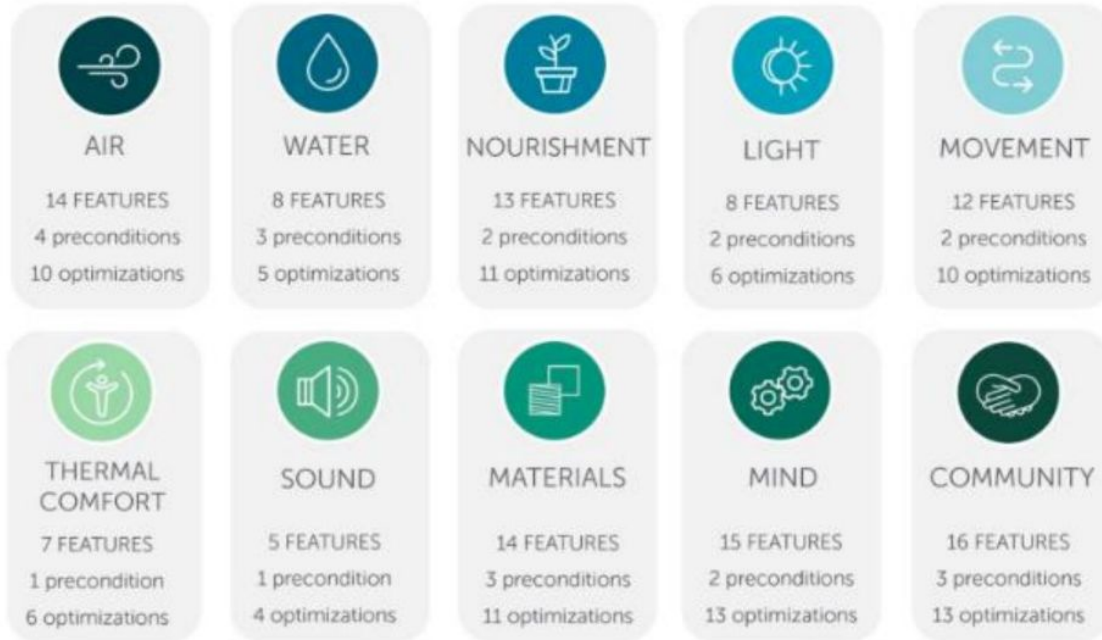 AIR
14 FEATURES
4 preconditions
10 optimizations
WATER
8 FEATURES
3 preconditions
5 optimizations
NOURISHMENT
13 FEATURES
2 preconditions
11 optimizations
LIGHT
8 FEATURES
2 preconditions
6 optimizations
MOVEMENT
12 FEATURES
2 preconditions
10 optimizations
THERMAL
COMFORT
7 FEATURES
1 precondition
6 optimizations
SOUND
5 FEATURES
1 precondition
4 optimizations
MATERIALS
14 FEATURES
3 preconditions
11 optimizations
MIND
15 FEATURES
2 preconditions
13 optimizations
COMMUNITY
16 FEATURES
3 preconditions
13 optimizations